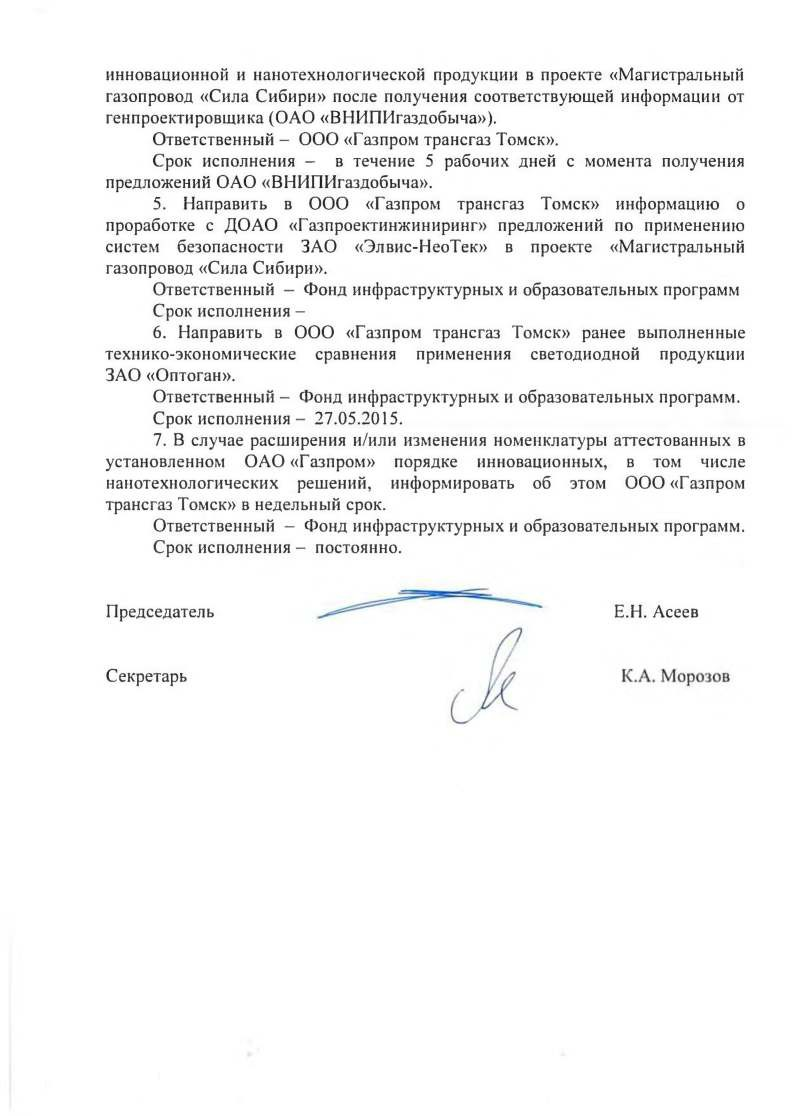 инновационной и нанотехнологической продукции в проекте «Магистральный
газопровод «Сила Сибири» после получения соответствующей информации от
генпроектировщика (ОАО «ВНИПИгаздобыча»).
Ответственный – ООО «Газпром трансгаз Томск».
Срок исполнения – в течение 5 рабочих дней с момента получения
предложений ОАО «ВНИПИгаздобыча».
5. Направить в ООО «Газпром трансгаз Томск» информацию о
проработке с ДОАО «Газпроектинжиниринг» предложений по применению
систем безопасности ЗАО «Элвис-НеоТек» в проекте «Магистральный
газопровод «Сила Сибири».
Ответственный – Фонд инфраструктурных и образовательных программ
Срок исполнения –
6. Направить в ООО «Газпром трансгаз Томск» ранее выполненные
технико-экономические сравнения применения светодиодной продукции
ЗАО «Оптоган».
Ответственный – Фонд инфраструктурных и образовательных программ.
Срок исполнения – 27.05.2015.
7. В случае расширения и/или изменения номенклатуры аттестованных в
установленном ОАО «Газпром» порядке инновационных, в том числе
нанотехнологических решений, информировать об этом ООО «Газпром
трансгаз Томск» в недельный срок.
Ответственный – Фонд инфраструктурных и образовательных программ.
Срок исполнения – постоянно.
Председатель Е.Н. Асеев
Секретарь К.А. Морозов